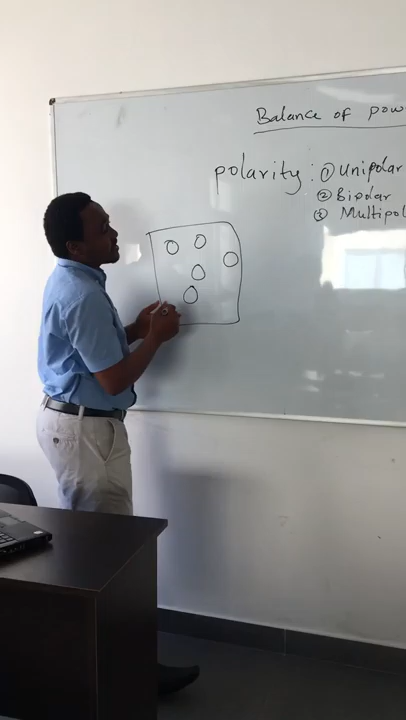 Balance of pow
polarity : ① Unipolar
② Bipolar
③ Multipol